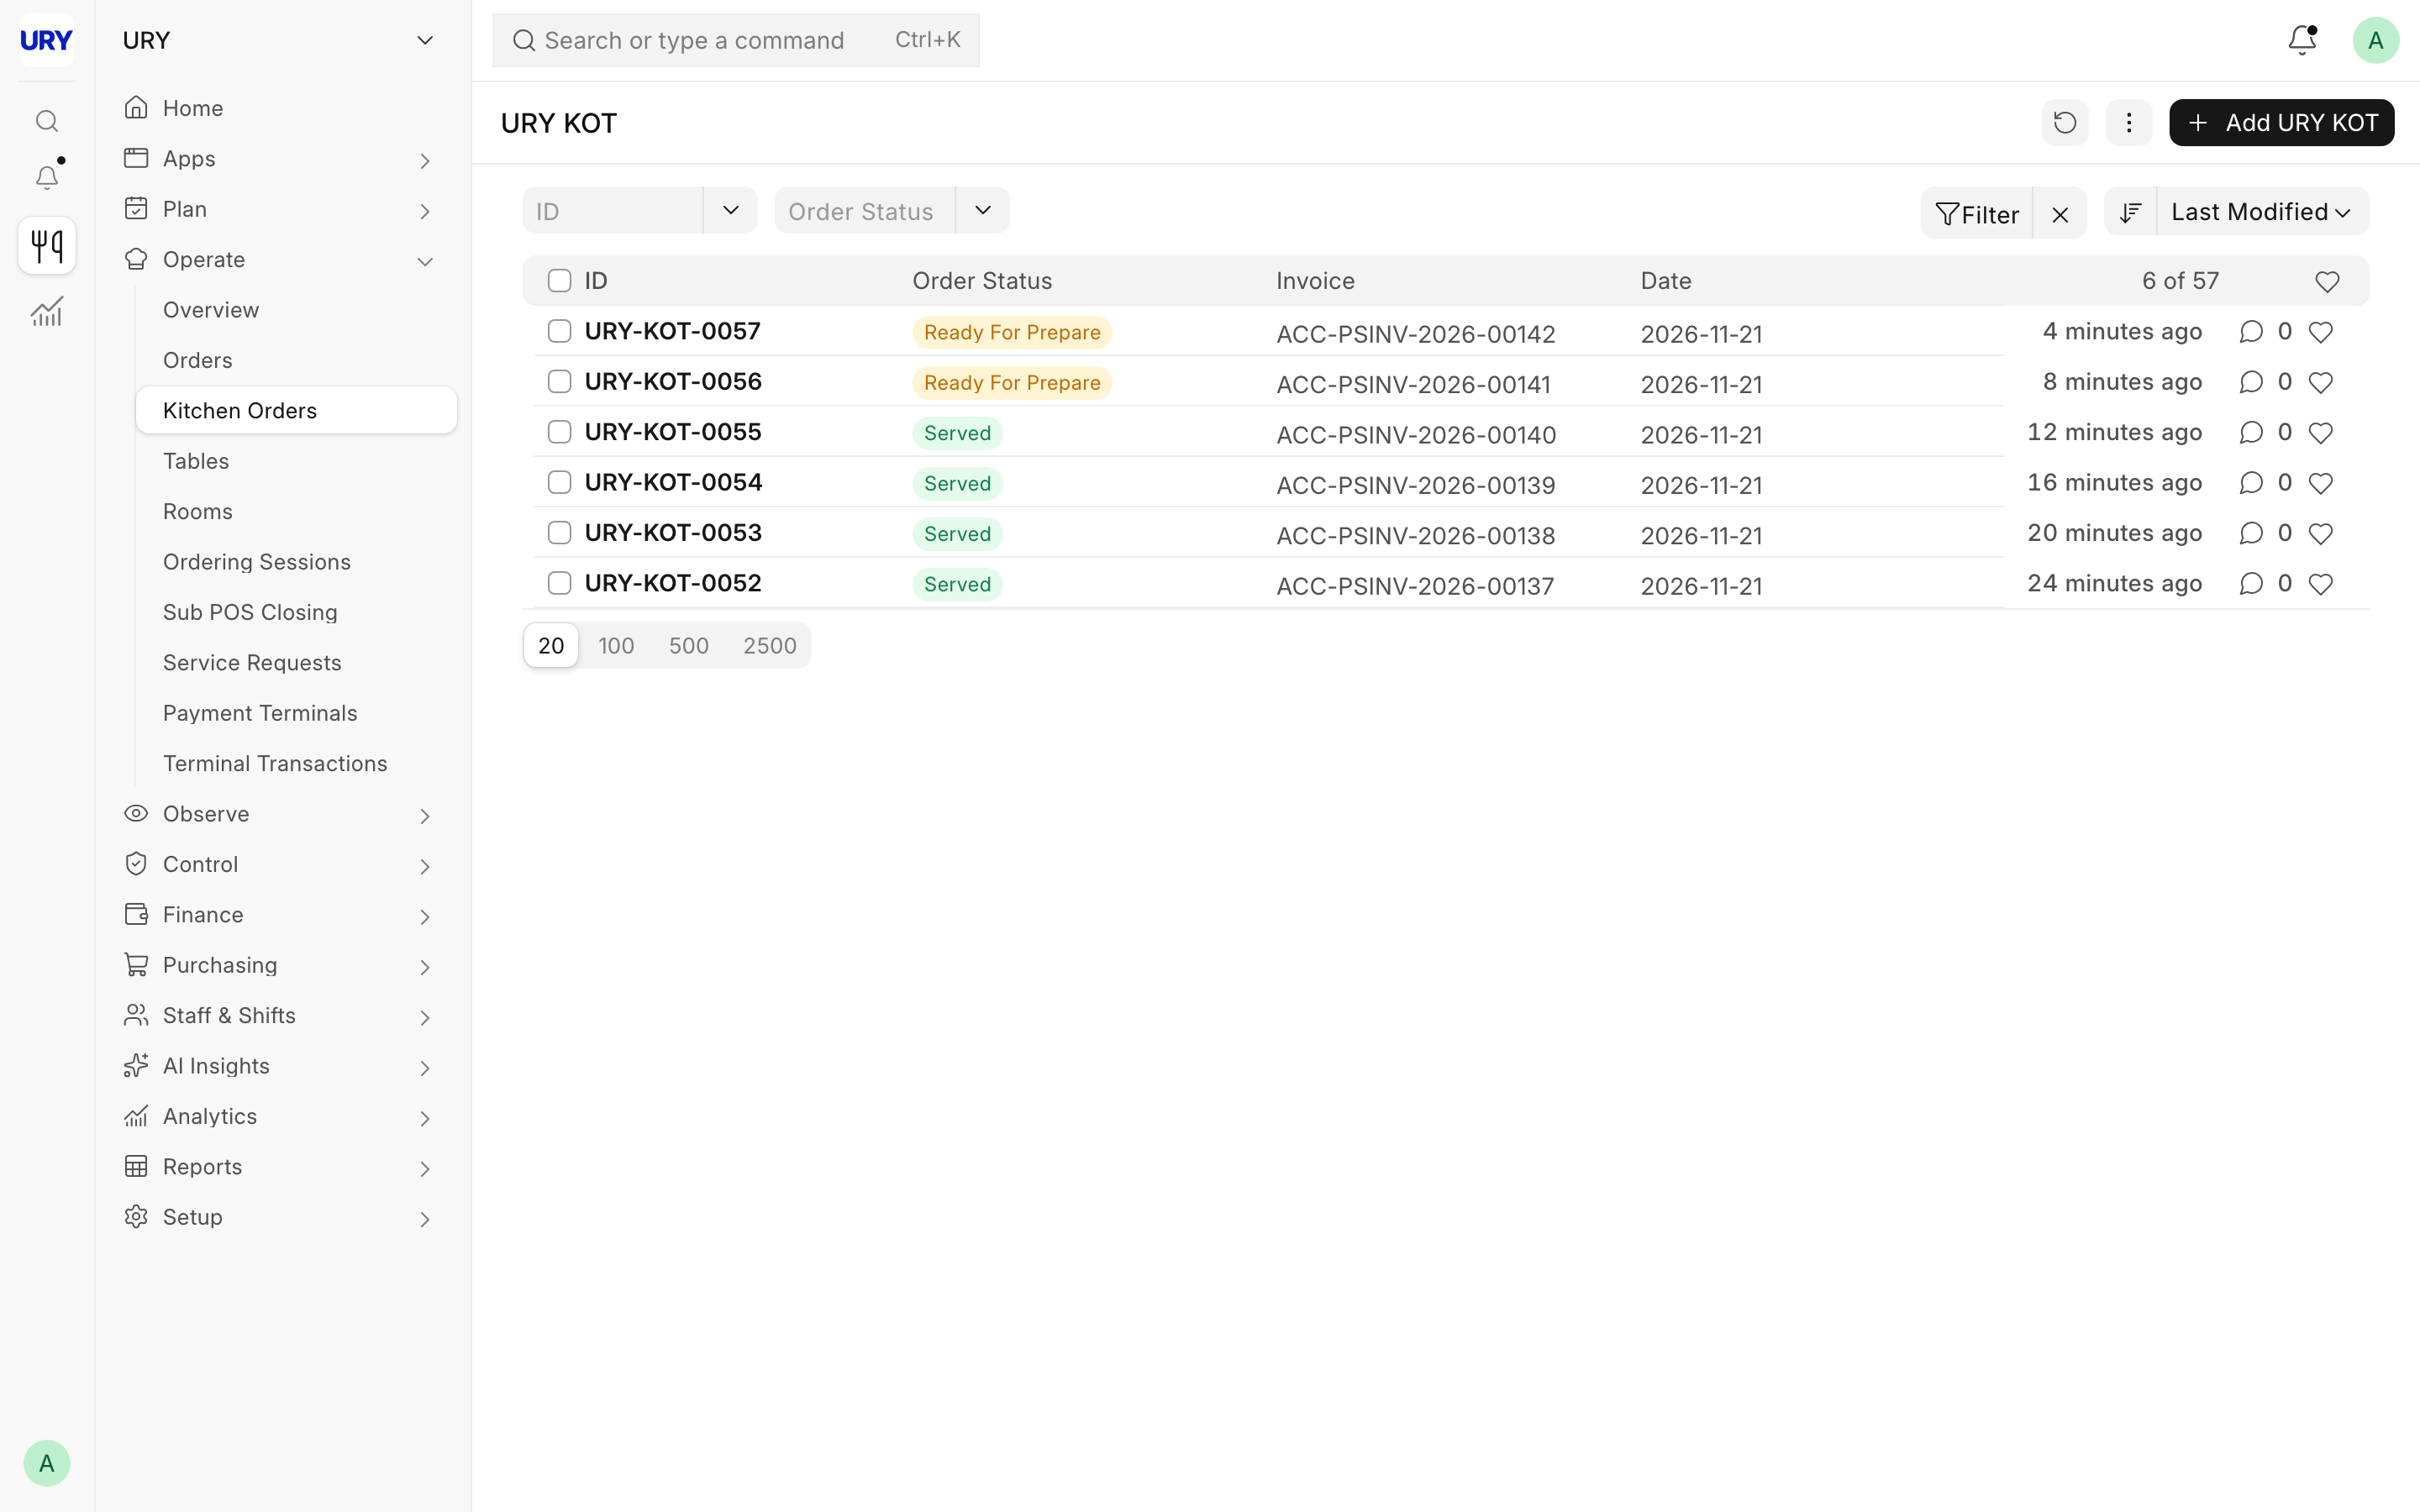 URY
URY
Search or type a command Ctrl+K
A
Home
Apps
Plan
Operate
Overview
Orders
Kitchen Orders
Tables
Rooms
Ordering Sessions
Sub POS Closing
Service Requests
Payment Terminals
Terminal Transactions
Observe
Control
Finance
Purchasing
Staff & Shifts
AI Insights
Analytics
Reports
Setup
A
URY KOT
Add URY KOT
ID Order Status Filter Last Modified
ID Order Status Invoice Date 6 of 57
URY-KOT-0057 Ready For Prepare ACC-PSINV-2026-00142 2026-11-21 4 minutes ago 0
URY-KOT-0056 Ready For Prepare ACC-PSINV-2026-00141 2026-11-21 8 minutes ago 0
URY-KOT-0055 Served ACC-PSINV-2026-00140 2026-11-21 12 minutes ago 0
URY-KOT-0054 Served ACC-PSINV-2026-00139 2026-11-21 16 minutes ago 0
URY-KOT-0053 Served ACC-PSINV-2026-00138 2026-11-21 20 minutes ago 0
URY-KOT-0052 Served ACC-PSINV-2026-00137 2026-11-21 24 minutes ago 0
20 100 500 2500